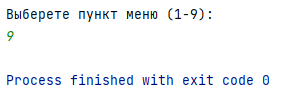 Выберете пункт меню (1-9):
9
Process finished with exit code 0